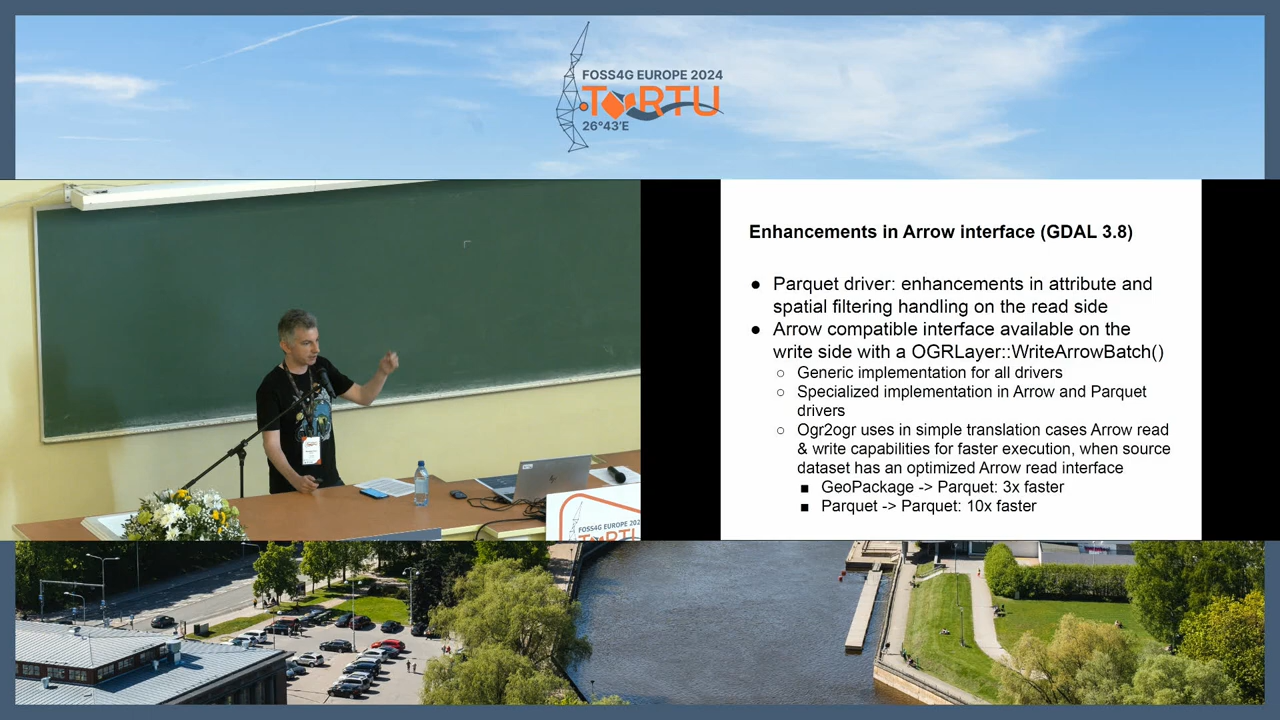 FOSS4G EUROPE 2024
TARTU
26°43'E
Enhancements in Arrow interface (GDAL 3.8)
● Parquet driver: enhancements in attribute and
spatial filtering handling on the read side
● Arrow compatible interface available on the
write side with a OGRLayer::WriteArrowBatch()
○ Generic implementation for all drivers
○ Specialized implementation in Arrow and Parquet
drivers
○ Ogr2ogr uses in simple translation cases Arrow read
& write capabilities for faster execution, when source
dataset has an optimized Arrow read interface
■ GeoPackage -> Parquet: 3x faster
■ Parquet -> Parquet: 10x faster
FOSS4G EUROPE 202